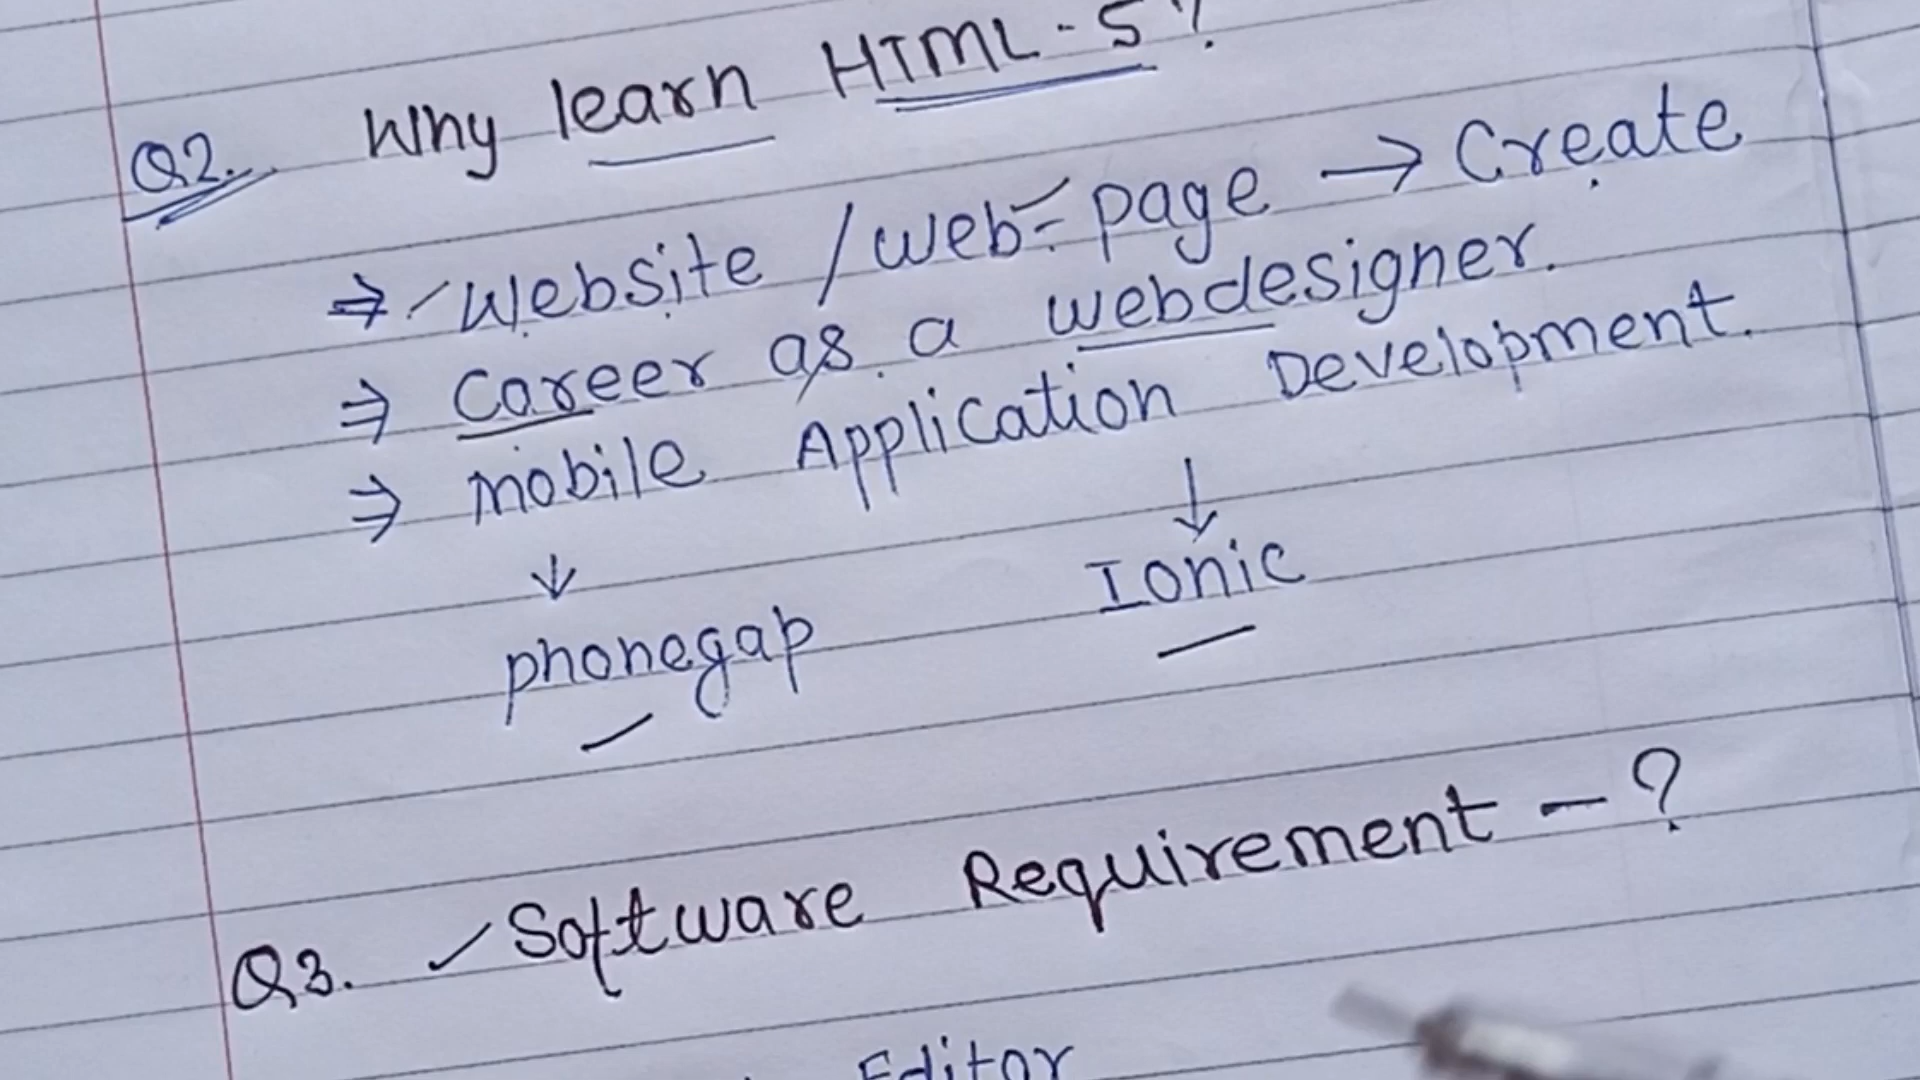 Q2. Why learn HTML-5?
⇒ Website / web-page → Create
⇒ Career as a webdesigner.
⇒ mobile Application Development.
↓ ↓
phonegap Ionic
Q3. Software Requirement - ?
Editor